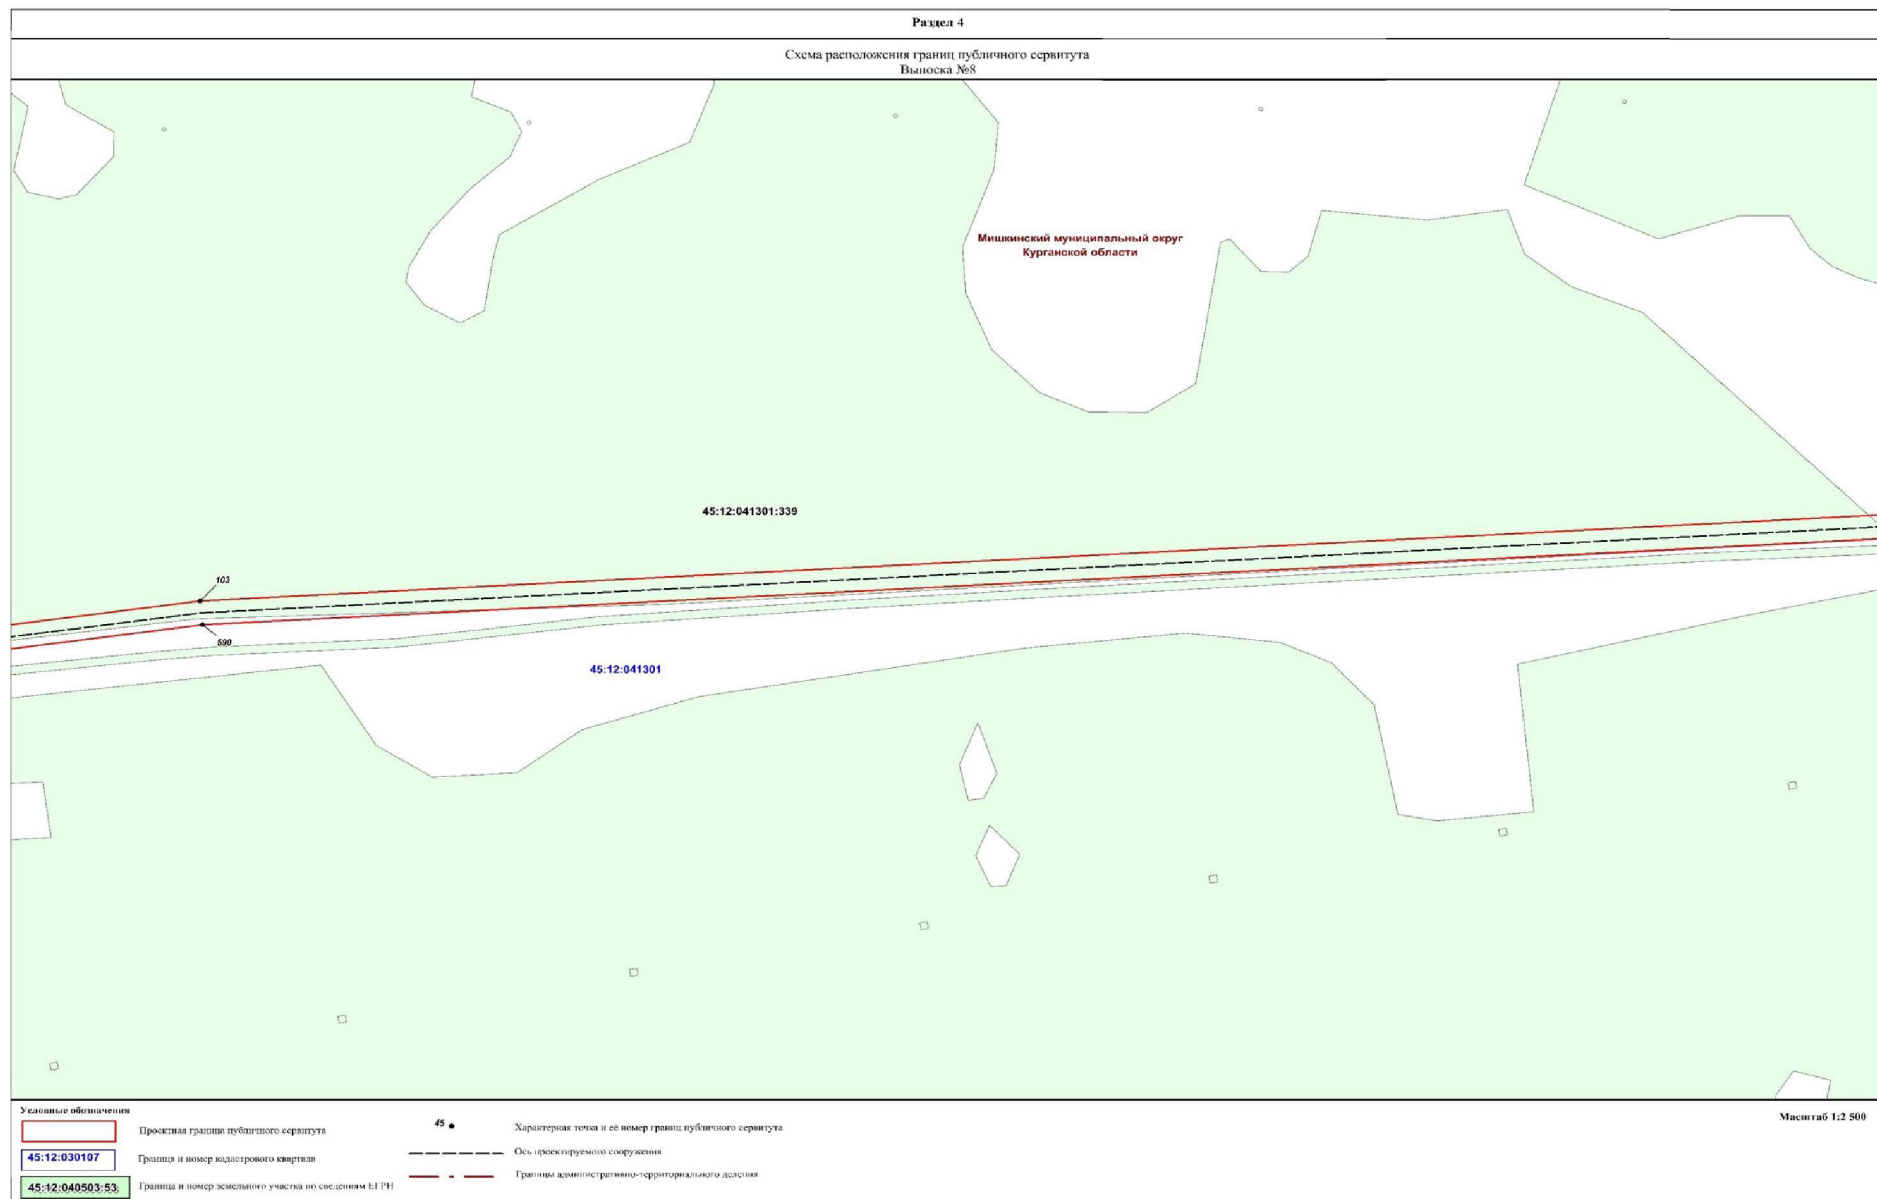 Раздел 4
Схема расположения границ публичного сервитута
Выноска №8
Мишкинский муниципальный округ
Курганской области
45:12:041301:339
103
590
45:12:041301
Условные обозначения
Проектная граница публичного сервитута
45:12:030107
Граница и номер кадастрового квартала
45:12:040503:53
Граница и номер земельного участка по сведениям ЕГРН
45
Характерная точка и её номер границ публичного сервитута
Ось проектируемого сооружения
Границы административно-территориального деления
Масштаб 1:2 500